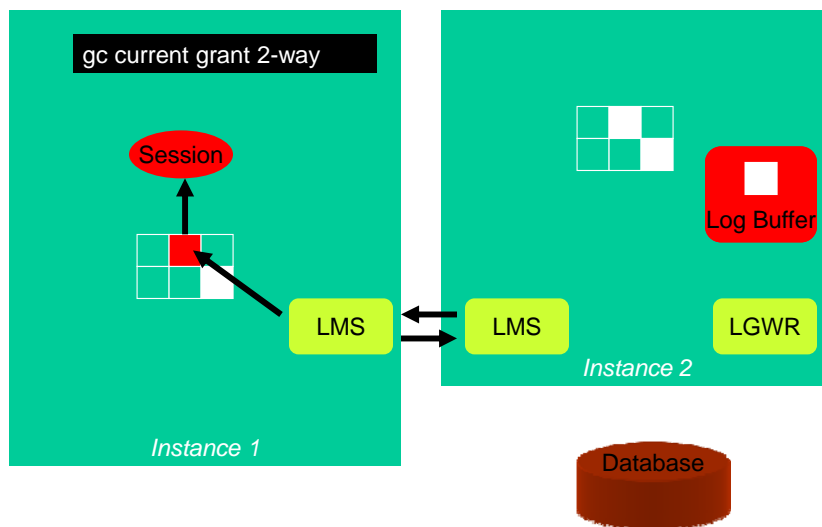 gc current grant 2-way
Session
Log Buffer
LMS
LMS
LGWR
Instance 2
Instance 1
Database